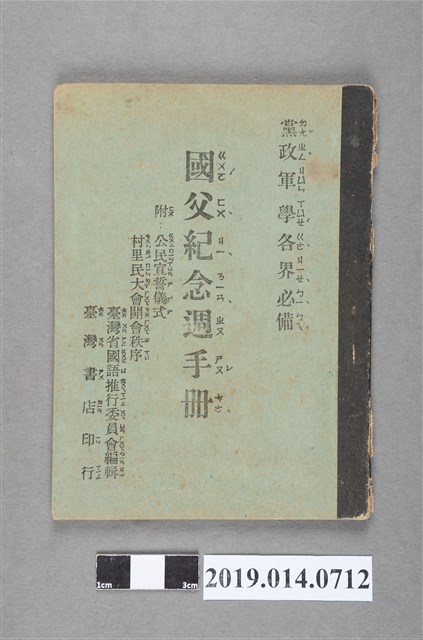 黨政軍學各界必備
國父紀念週手冊
附：公民宣誓儀式
村里民大會開會秩序
臺灣省國語推行委員會編輯
臺灣書店印行
1cm 3cm
2019.014.0712